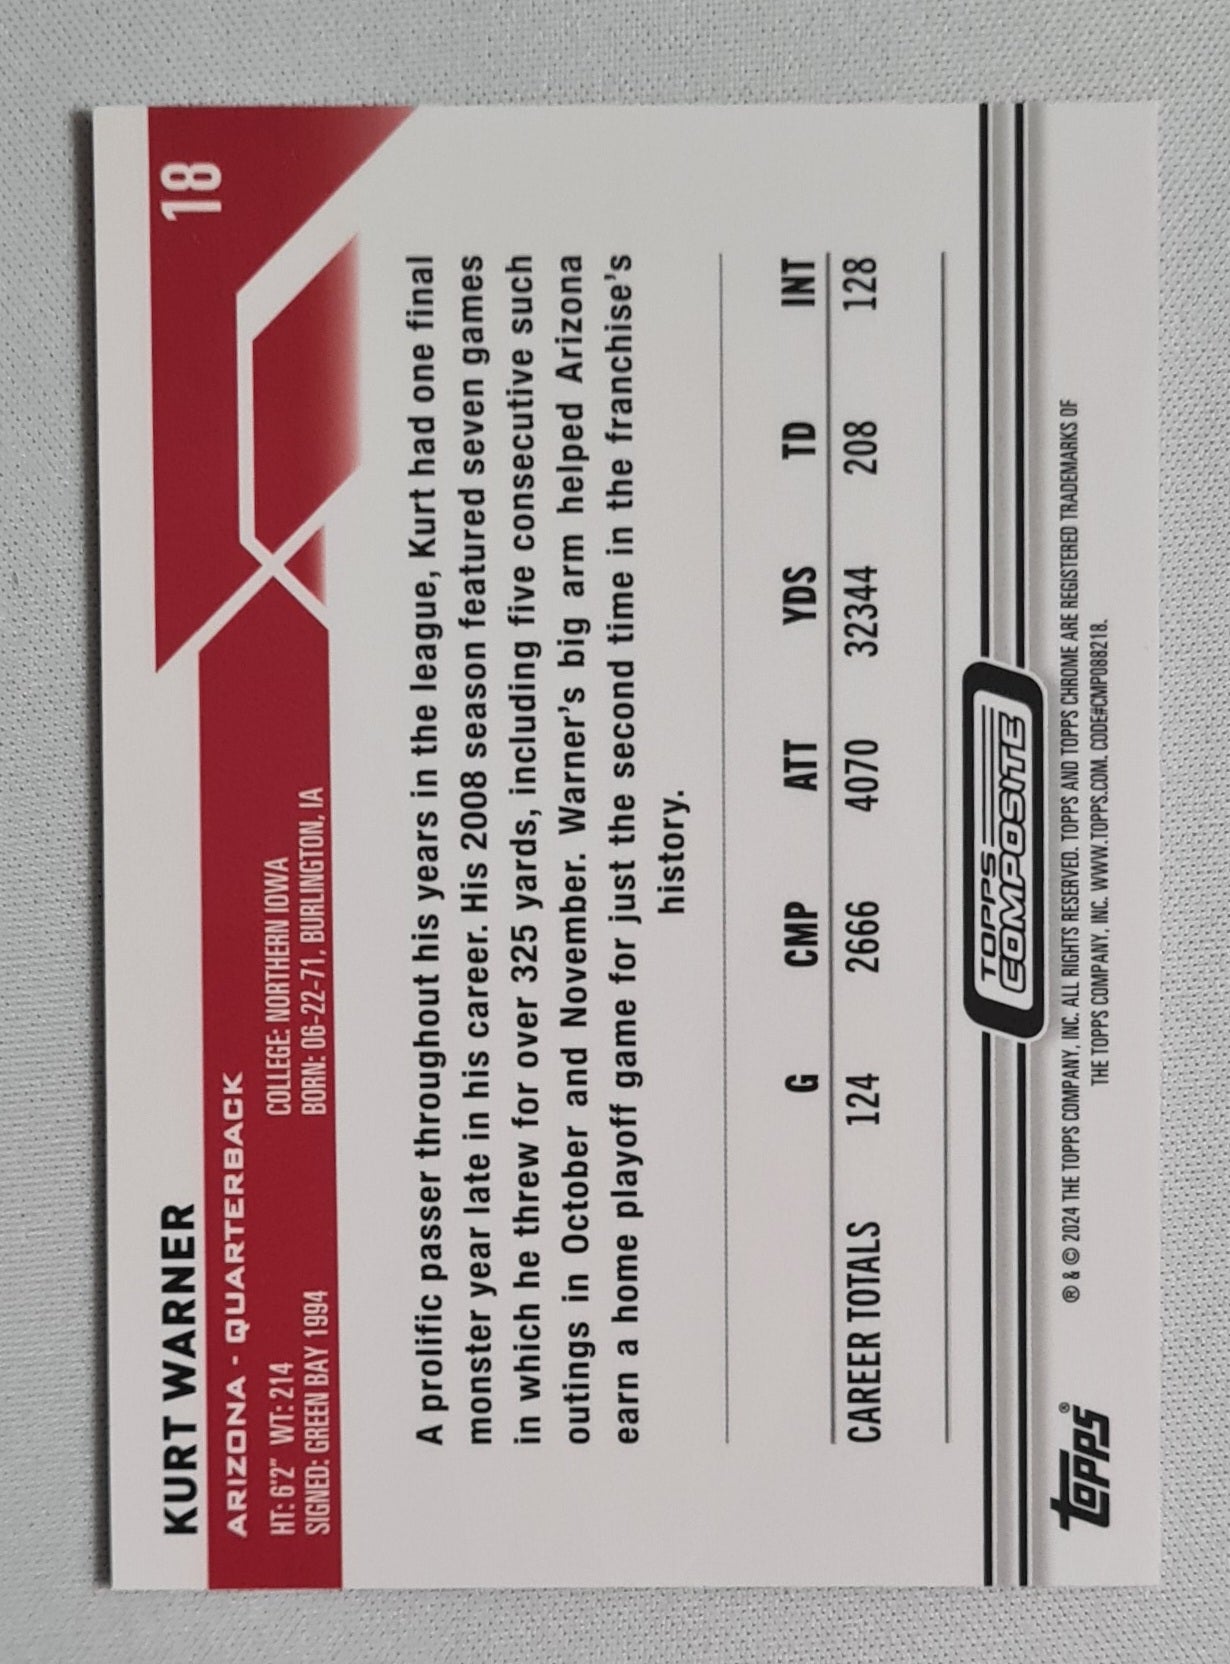 KURT WARNER
18
ARIZONA - QUARTERBACK
HT: 6'2" WT: 214
COLLEGE: NORTHERN IOWA
SIGNED: GREEN BAY 1994
BORN: 06-22-71, BURLINGTON, IA
A prolific passer throughout his years in the league, Kurt had one final
monster year late in his career. His 2008 season featured seven games
in which he threw for over 325 yards, including five consecutive such
outings in October and November. Warner's big arm helped Arizona
earn a home playoff game for just the second time in the franchise's
history.
G CMP ATT YDS TD INT
CAREER TOTALS 124 2666 4070 32344 208 128
TOPPS
COMPOSITE
topps®
® & © 2024 THE TOPPS COMPANY, INC. ALL RIGHTS RESERVED. TOPPS AND TOPPS CHROME ARE REGISTERED TRADEMARKS OF
THE TOPPS COMPANY, INC. WWW.TOPPS.COM. CODE#CMP088218.